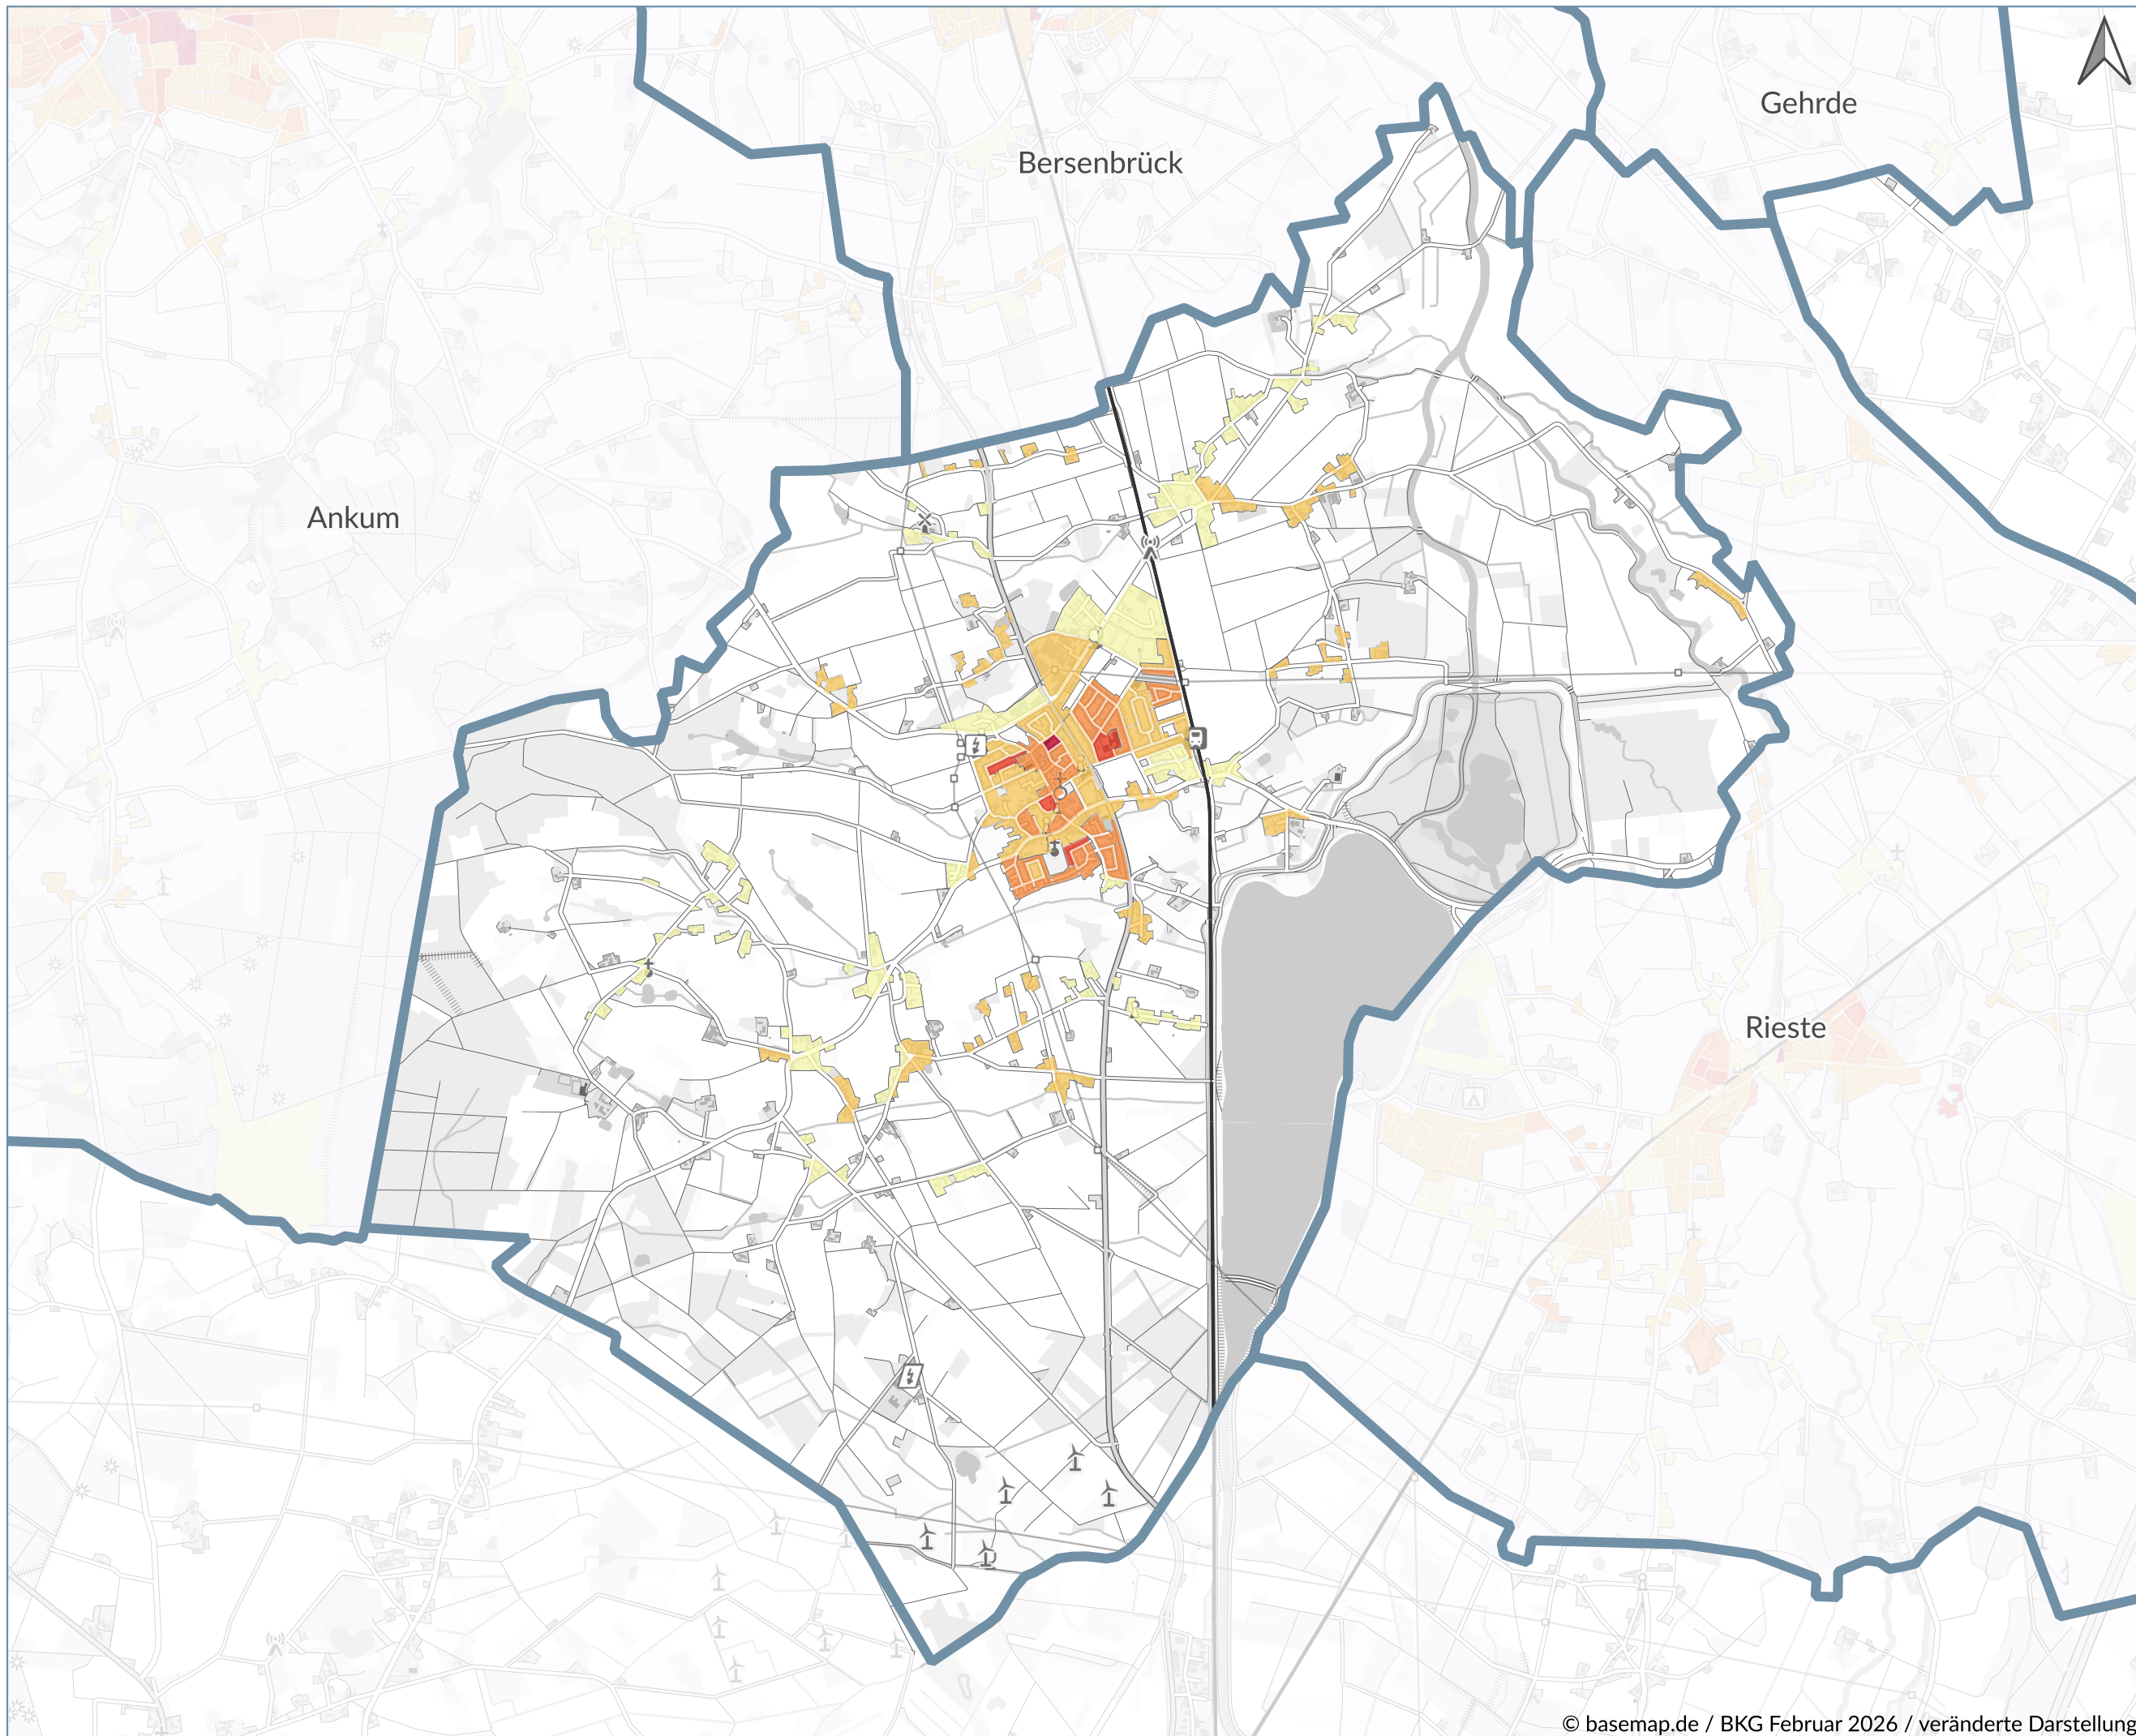 Gehrde
Bersenbrück
Ankum
Rieste
© basemap.de / BKG Februar 2026 / veränderte Darstellung